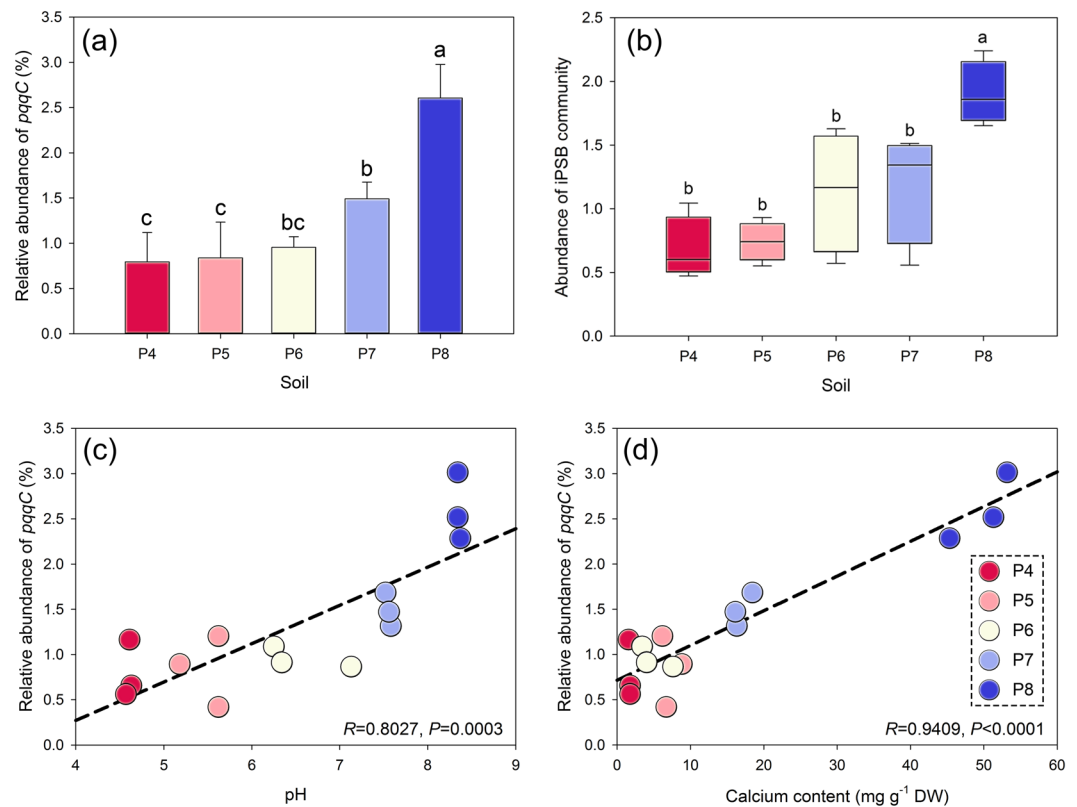 (a)
Relative abundance of pqqC (%)
3.5
3.0
2.5
2.0
1.5
1.0
0.5
0.0
c
c
bc
b
a
P4
P5
P6
P7
P8
Soil
(b)
Abundance of iPSB community
2.5
2.0
1.5
1.0
0.5
0.0
b
b
b
b
a
P4
P5
P6
P7
P8
Soil
(c)
Relative abundance of pqqC (%)
3.5
3.0
2.5
2.0
1.5
1.0
0.5
0.0
R=0.8027, P=0.0003
4
5
6
7
8
9
pH
(d)
Relative abundance of pqqC (%)
3.5
3.0
2.5
2.0
1.5
1.0
0.5
0.0
P4
P5
P6
P7
P8
R=0.9409, P<0.0001
0
10
20
30
40
50
60
Calcium content (mg g-1 DW)